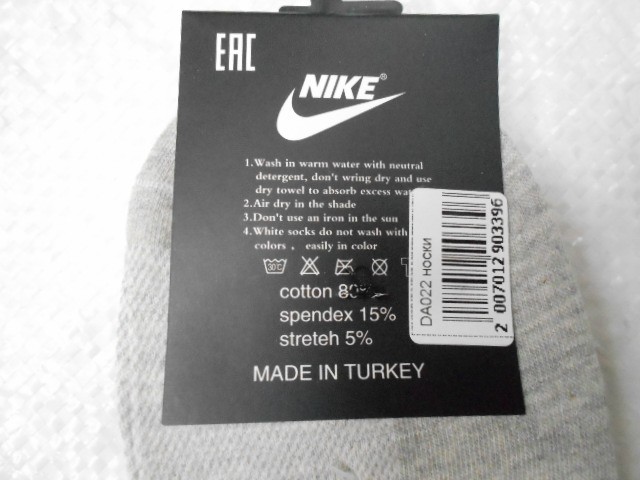 EAC
NIKE®
1.Wash in warm water with neutral
detergent, don't wring dry and use
dry towel to absorb excess
2.Air dry in the shade
3.Don't use an iron in the sun
4.White socks do not wash with
colors , easily in color
30°C
cotton 80%
spendex 15%
streteh 5%
MADE IN TURKEY
DA022 носки
2 007012 903396